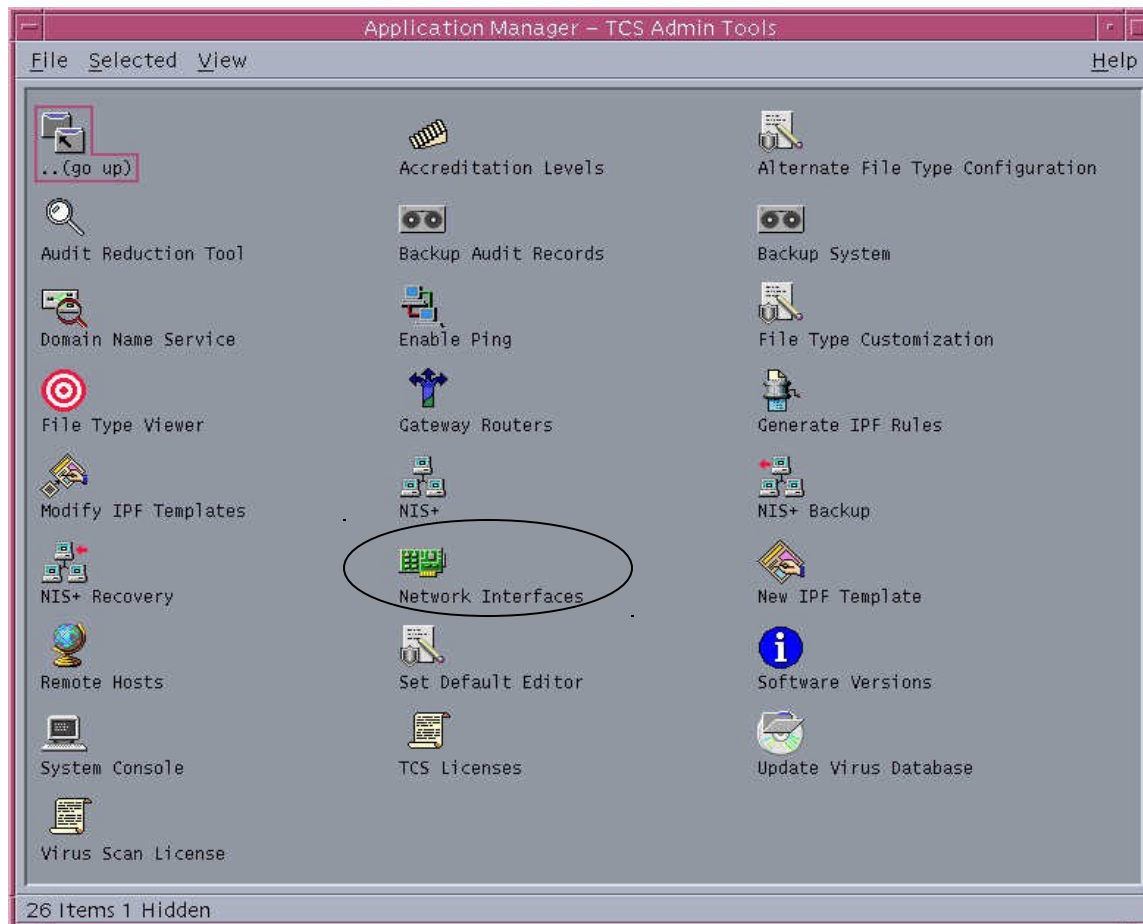 Application Manager – TCS Admin Tools
File Selected View Help
..(go up) Accreditation Levels Alternate File Type Configuration
Audit Reduction Tool Backup Audit Records Backup System
Domain Name Service Enable Ping File Type Customization
File Type Viewer Gateway Routers Generate IPF Rules
Modify IPF Templates NIS+ NIS+ Backup
NIS+ Recovery Network Interfaces New IPF Template
Remote Hosts Set Default Editor Software Versions
System Console TCS Licenses Update Virus Database
Virus Scan License
26 Items 1 Hidden